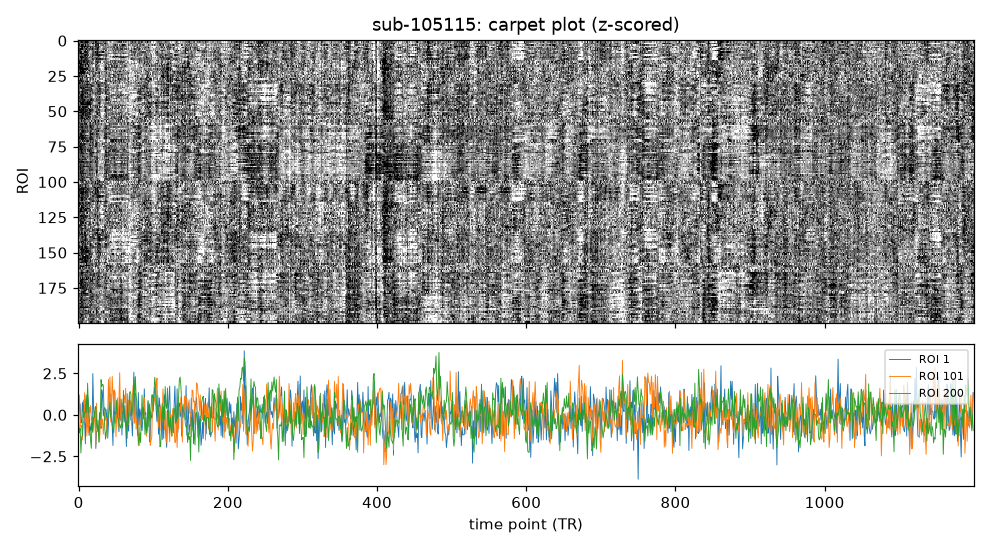 sub-105115: carpet plot (z-scored)
0
25
50
75
100
125
150
175
ROI
0
200
400
600
800
1000
2.5
0.0
−2.5
ROI 1
ROI 101
ROI 200
time point (TR)